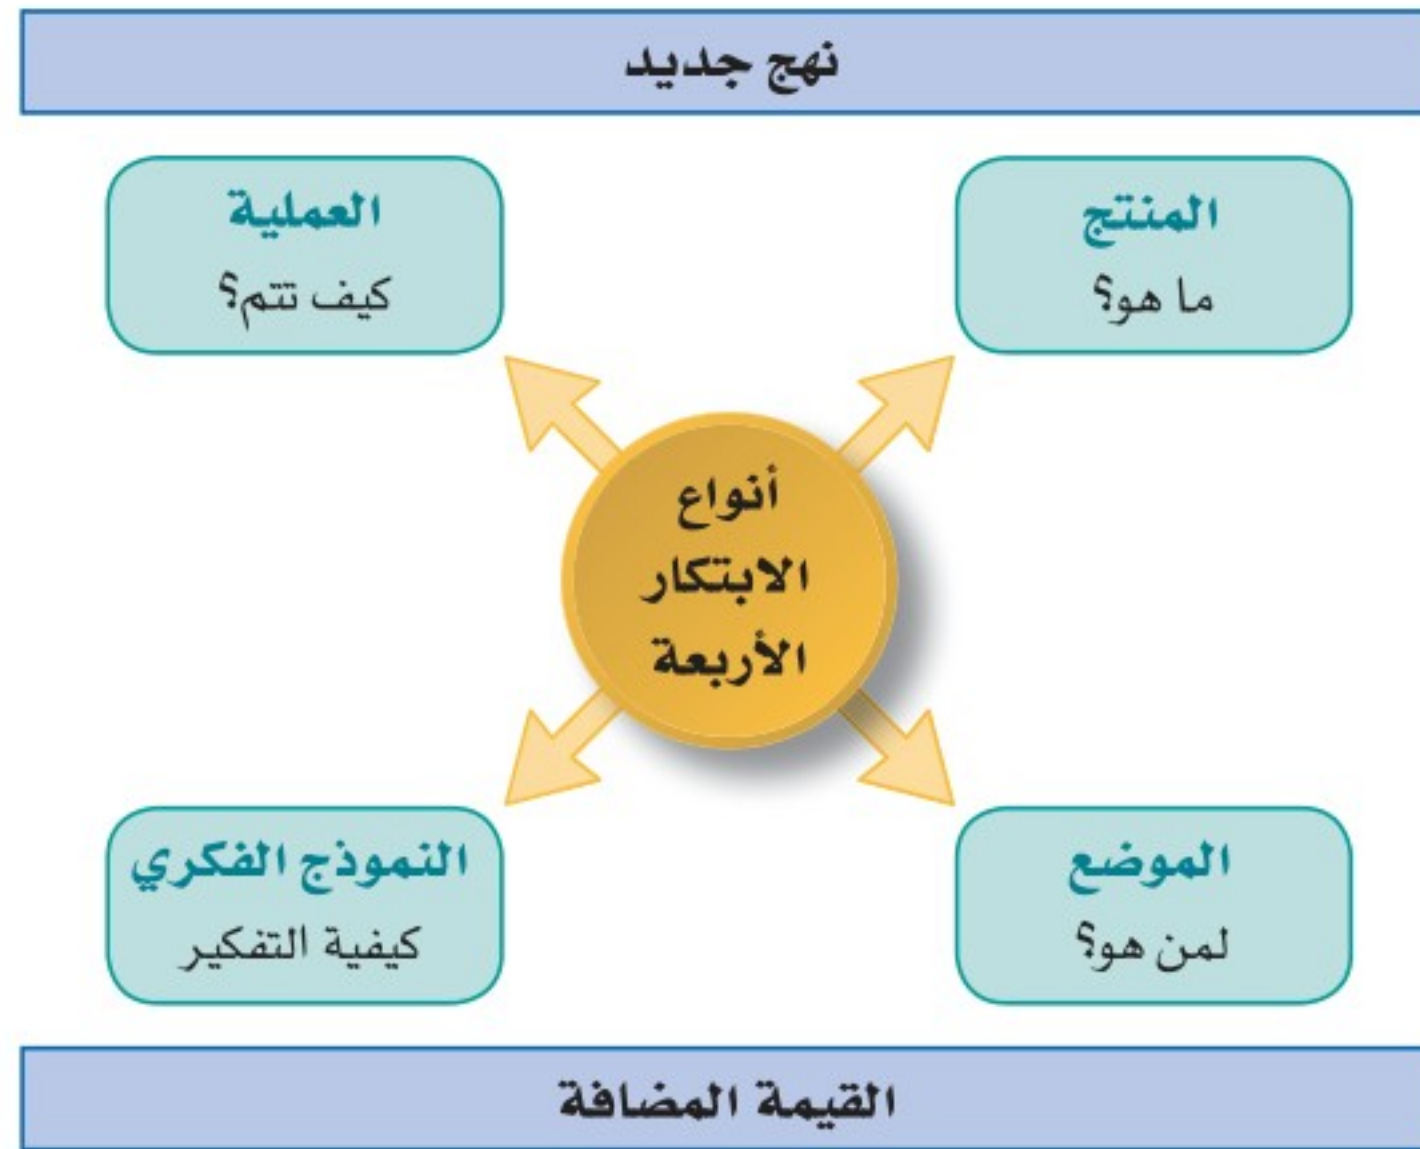 نهج جديد
المنتج
ما هو؟
العملية
كيف تتم؟
أنواع
الابتكار
الأربعة
الموضع
لمن هو؟
النموذج الفكري
كيفية التفكير
القيمة المضافة